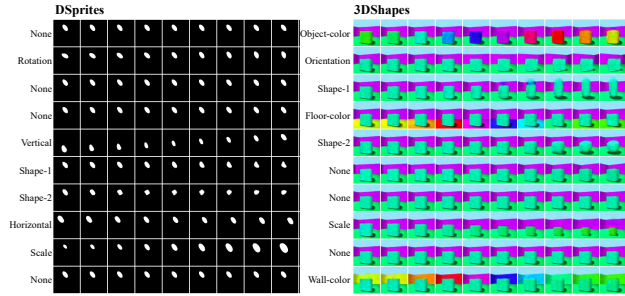 DSprites
None
Rotation
None
None
Vertical
Shape-1
Shape-2
Horizontal
Scale
None
3DShapes
Object-color
Orientation
Shape-1
Floor-color
Shape-2
None
None
Scale
None
Wall-color